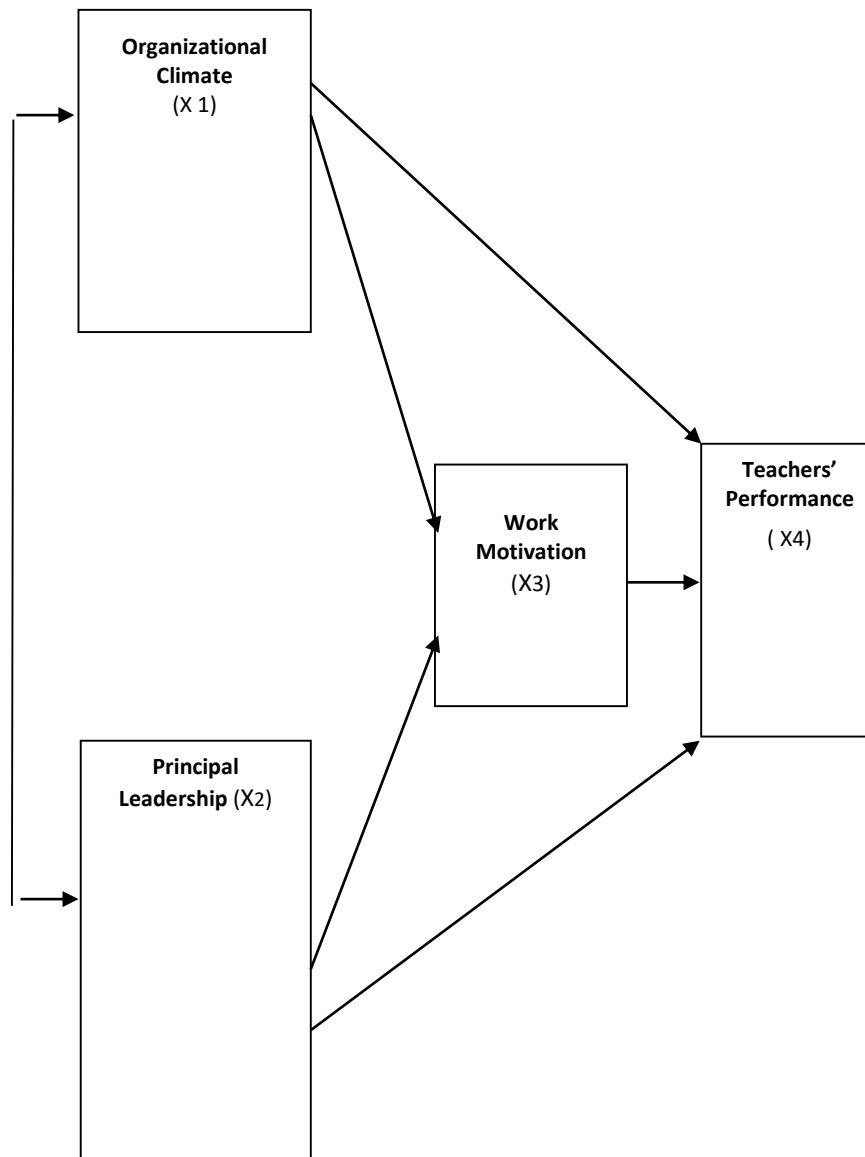 Organizational
Climate
(X 1)
Teachers’
Performance
( X4)
Work
Motivation
(X3)
Principal
Leadership (X2)